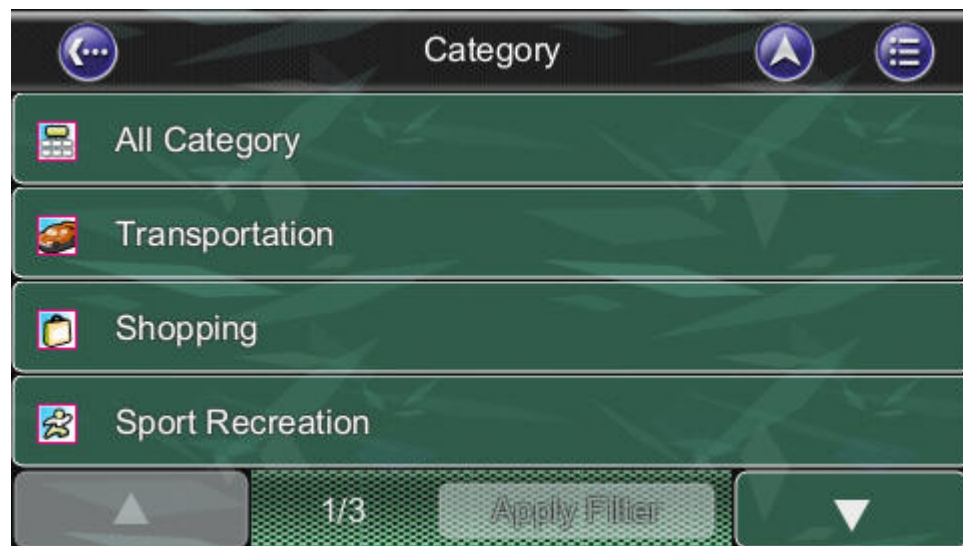 Category
All Category
Transportation
Shopping
Sport Recreation
1/3 Apply Filter